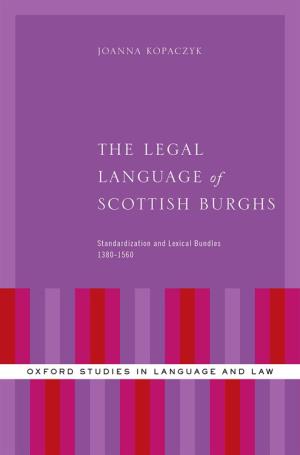 JOANNA KOPACZYK
THE LEGAL
LANGUAGE of
SCOTTISH BURGHS
Standardization and Lexical Bundles
1380–1560
OXFORD STUDIES IN LANGUAGE AND LAW